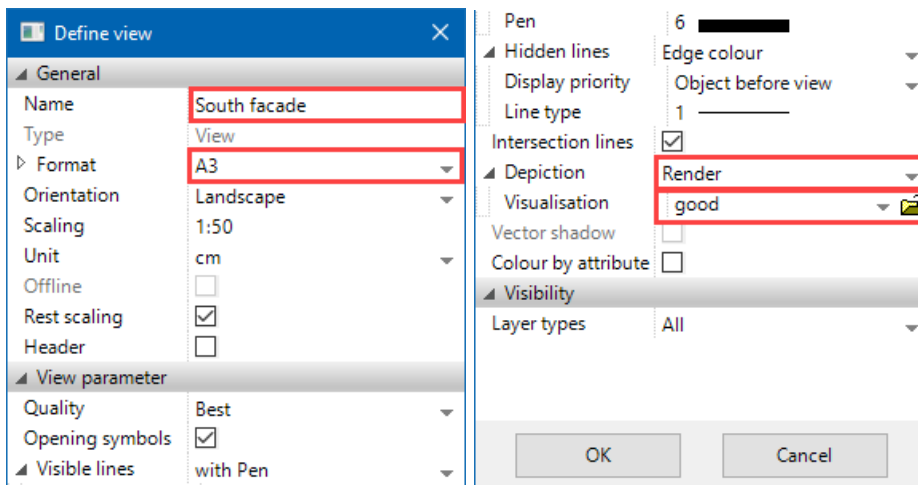 Define view
General
Name South facade
Type View
Format A3
Orientation Landscape
Scaling 1:50
Unit cm
Offline
Rest scaling
Header
View parameter
Quality Best
Opening symbols
Visible lines with Pen
Pen 6
Hidden lines Edge colour
Display priority Object before view
Line type 1
Intersection lines
Depiction Render
Visualisation good
Vector shadow
Colour by attribute
Visibility
Layer types All
OK Cancel